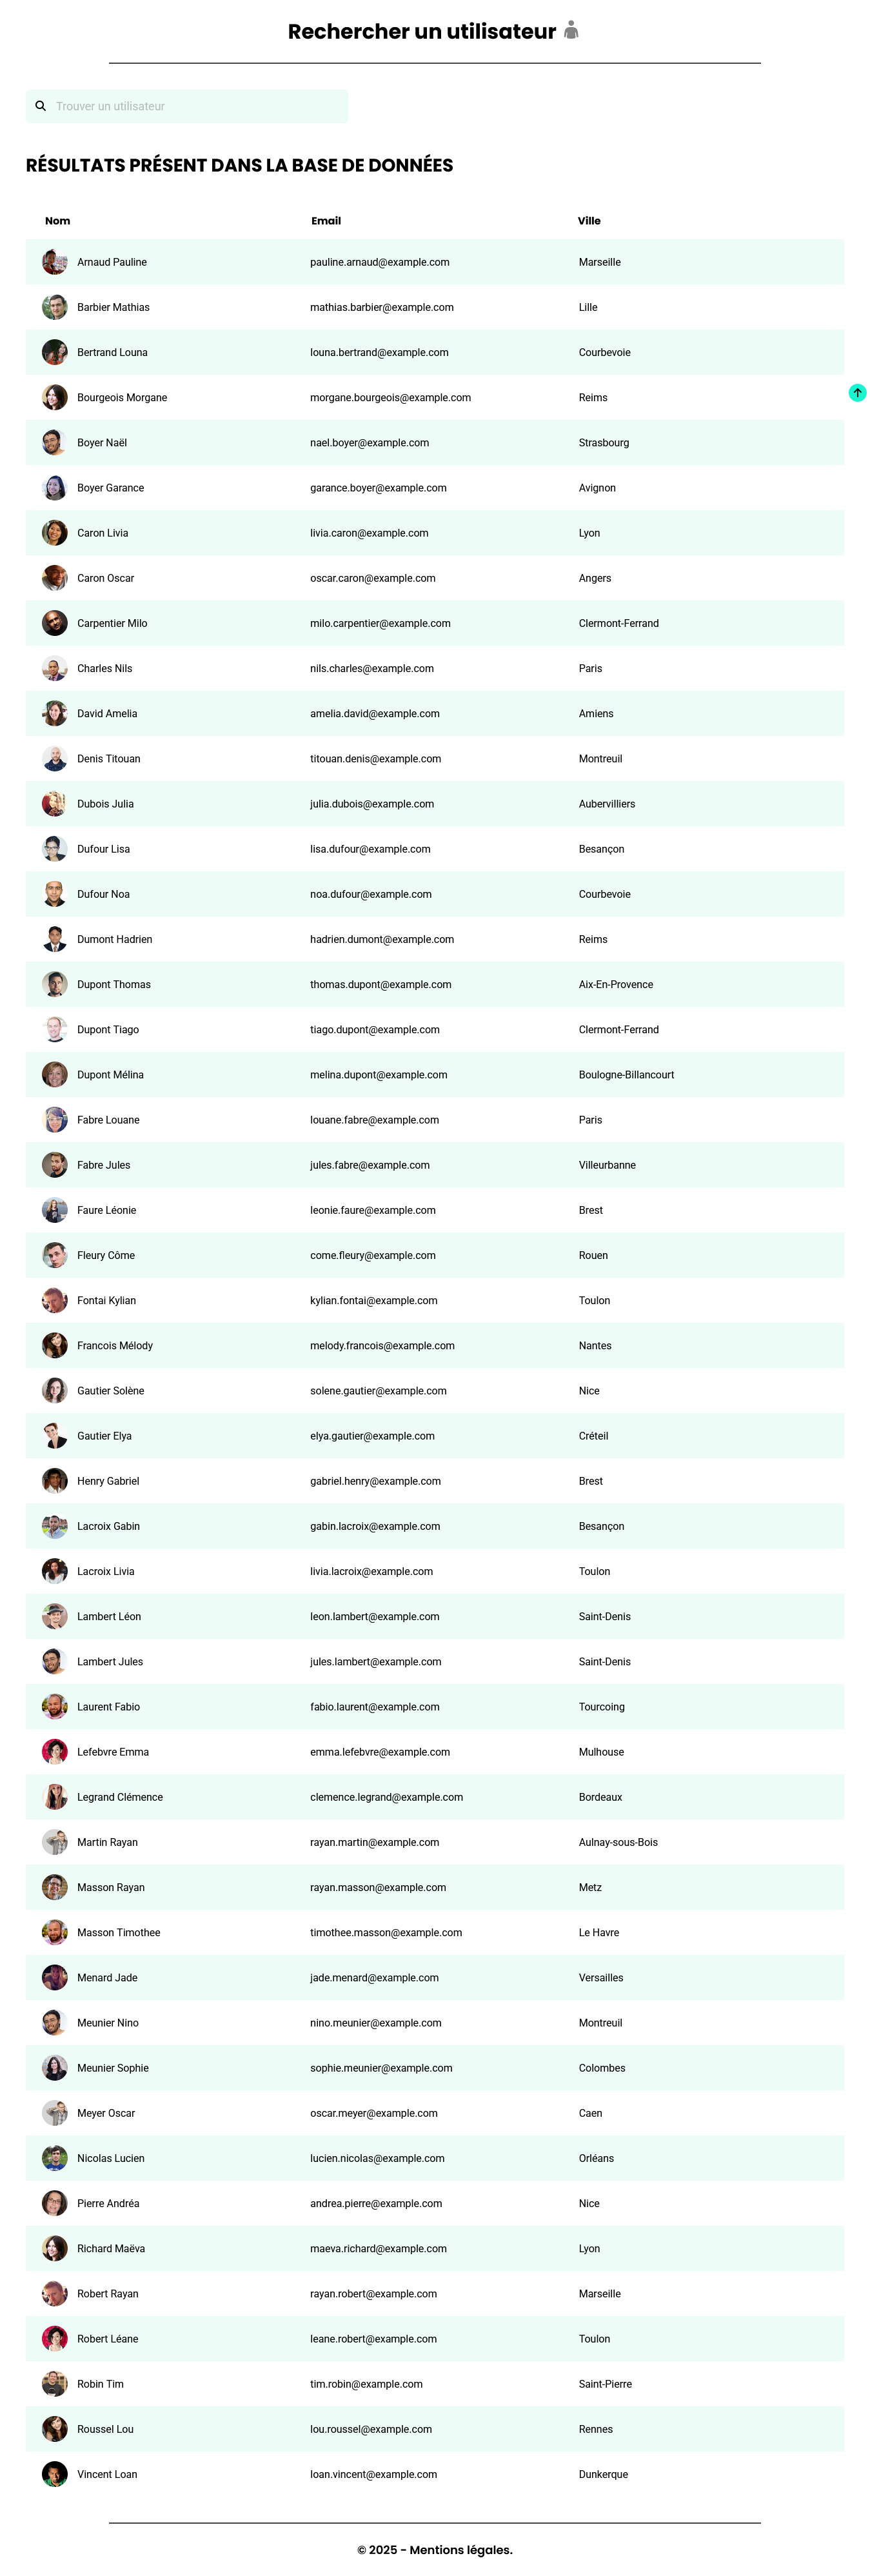 Rechercher un utilisateur
Trouver un utilisateur
RÉSULTATS PRÉSENT DANS LA BASE DE DONNÉES
Nom Email Ville
Arnaud Pauline pauline.arnaud@example.com Marseille
Barbier Mathias mathias.barbier@example.com Lille
Bertrand Louna louna.bertrand@example.com Courbevoie
Bourgeois Morgane morgane.bourgeois@example.com Reims
Boyer Naël nael.boyer@example.com Strasbourg
Boyer Garance garance.boyer@example.com Avignon
Caron Livia livia.caron@example.com Lyon
Caron Oscar oscar.caron@example.com Angers
Carpentier Milo milo.carpentier@example.com Clermont-Ferrand
Charles Nils nils.charles@example.com Paris
David Amelia amelia.david@example.com Amiens
Denis Titouan titouan.denis@example.com Montreuil
Dubois Julia julia.dubois@example.com Aubervilliers
Dufour Lisa lisa.dufour@example.com Besançon
Dufour Noa noa.dufour@example.com Courbevoie
Dumont Hadrien hadrien.dumont@example.com Reims
Dupont Thomas thomas.dupont@example.com Aix-En-Provence
Dupont Tiago tiago.dupont@example.com Clermont-Ferrand
Dupont Mélina melina.dupont@example.com Boulogne-Billancourt
Fabre Louane louane.fabre@example.com Paris
Fabre Jules jules.fabre@example.com Villeurbanne
Faure Léonie leonie.faure@example.com Brest
Fleury Côme come.fleury@example.com Rouen
Fontai Kylian kylian.fontai@example.com Toulon
Francois Mélody melody.francois@example.com Nantes
Gautier Solène solene.gautier@example.com Nice
Gautier Elya elya.gautier@example.com Créteil
Henry Gabriel gabriel.henry@example.com Brest
Lacroix Gabin gabin.lacroix@example.com Besançon
Lacroix Livia livia.lacroix@example.com Toulon
Lambert Léon leon.lambert@example.com Saint-Denis
Lambert Jules jules.lambert@example.com Saint-Denis
Laurent Fabio fabio.laurent@example.com Tourcoing
Lefebvre Emma emma.lefebvre@example.com Mulhouse
Legrand Clémence clemence.legrand@example.com Bordeaux
Martin Rayan rayan.martin@example.com Aulnay-sous-Bois
Masson Rayan rayan.masson@example.com Metz
Masson Timothee timothee.masson@example.com Le Havre
Menard Jade jade.menard@example.com Versailles
Meunier Nino nino.meunier@example.com Montreuil
Meunier Sophie sophie.meunier@example.com Colombes
Meyer Oscar oscar.meyer@example.com Caen
Nicolas Lucien lucien.nicolas@example.com Orléans
Pierre Andréa andrea.pierre@example.com Nice
Richard Maëva maeva.richard@example.com Lyon
Robert Rayan rayan.robert@example.com Marseille
Robert Léane leane.robert@example.com Toulon
Robin Tim tim.robin@example.com Saint-Pierre
Roussel Lou lou.roussel@example.com Rennes
Vincent Loan loan.vincent@example.com Dunkerque
© 2025 - Mentions légales.